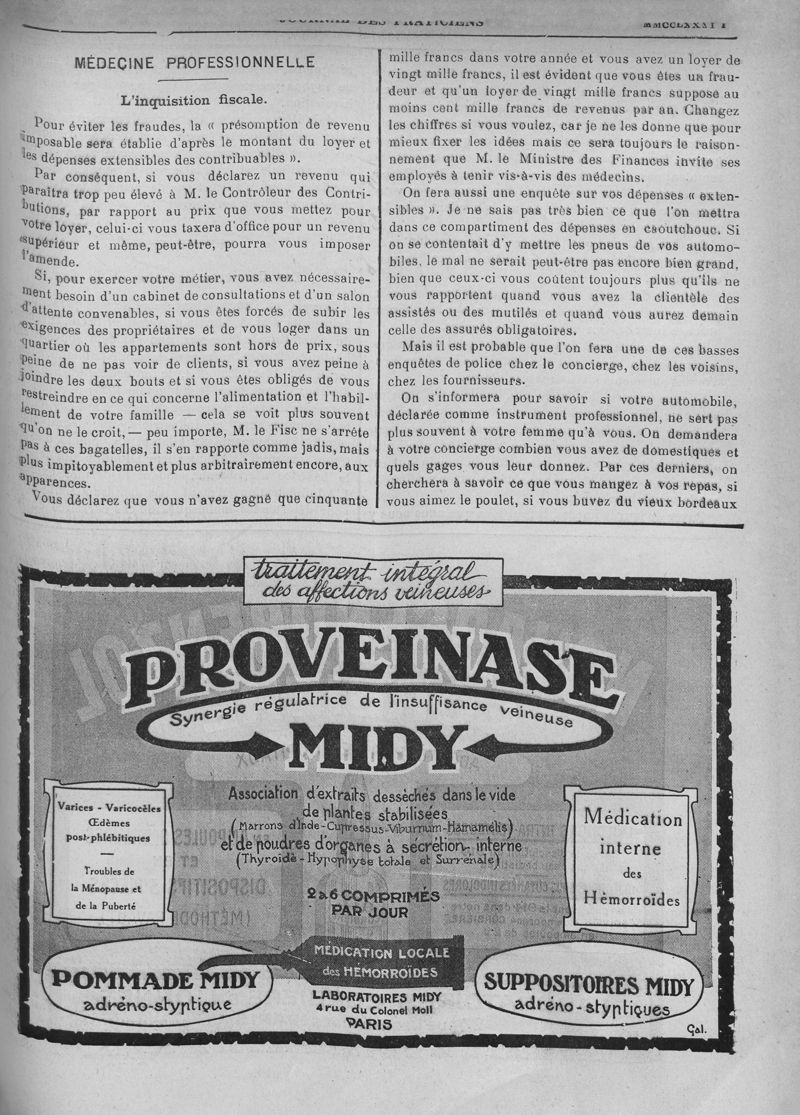 JOURNAL DES PRATICIENS
MÉDECINE PROFESSIONNELLE
L'inquisition fiscale.
Pour éviter les fraudes, la « présomption de revenu
imposable sera établie d'après le montant du loyer et
les dépenses extensibles des contribuables ».
Par conséquent, si vous déclarez un revenu qui
paraîtra trop peu élevé à M. le Contrôleur des Contri-
butions, par rapport au prix que vous mettez pour
votre loyer, celui-ci vous taxera d'office pour un revenu
supérieur et même, peut-être, pourra vous imposer
l'amende.
Si, pour exercer votre métier, vous avez nécessaire-
ment besoin d'un cabinet de consultations et d'un salon
d'attente convenables, si vous êtes forcés de subir les
exigences des propriétaires et de vous loger dans un
quartier où les appartements sont hors de prix, sous
peine de ne pas voir de clients, si vous avez peine à
joindre les deux bouts et si vous êtes obligés de vous
restreindre en ce qui concerne l'alimentation et l'habil-
lement de votre famille — cela se voit plus souvent
qu'on ne le croit, — peu importe, M. le Fisc ne s'arrête
pas à ces bagatelles, il s'en rapporte comme jadis, mais
plus impitoyablement et plus arbitrairement encore, aux
apparences.
Vous déclarez que vous n'avez gagné que cinquante
mille francs dans votre année et vous avez un loyer de
vingt mille francs, il est évident que vous êtes un frau-
deur et qu'un loyer de vingt mille francs suppose au
moins cent mille francs de revenus par an. Changez
les chiffres si vous voulez, car je ne les donne que pour
mieux fixer les idées mais ce sera toujours le raison-
nement que M. le Ministre des Finances invite ses
employés à tenir vis-à-vis des médecins.
On fera aussi une enquête sur vos dépenses « exten-
sibles ». Je ne sais pas très bien ce que l'on mettra
dans ce compartiment des dépenses en caoutchouc. Si
on se contentait d'y mettre les pneus de vos automo-
biles, le mal ne serait peut-être pas encore bien grand,
bien que ceux-ci vous coûtent toujours plus qu'ils ne
vous rapportent quand vous avez la clientèle des
assistés ou des mutilés et quand vous aurez demain
celle des assurés obligatoires.
Mais il est probable que l'on fera une de ces basses
enquêtes de police chez le concierge, chez les voisins,
chez les fournisseurs.
On s'informera pour savoir si votre automobile,
déclarée comme instrument professionnel, ne sert pas
plus souvent à votre femme qu'à vous. On demandera
à votre concierge combien vous avez de domestiques et
quels gages vous leur donnez. Par ces derniers, on
cherchera à savoir ce que vous mangez à vos repas, si
vous aimez le poulet, si vous buvez du vieux bordeaux
traitement intégral
des affections veineuses
PROVEINASE
Synergie régulatrice de l'insuffisance veineuse
MIDY
Varices - Varicocèles
Œdèmes
post-phlébitiques
Troubles de
la Ménopause et
de la Puberté
Association d'extraits desséchés dans le vide
de plantes stabilisées
(Marrons d'Inde - Cupressus - Viburnum - Hamamélis)
et de poudres d'organes à sécrétion interne
(Thyroïde - Hypophyse totale et Surrénale)
2 à 6 COMPRIMÉS
PAR JOUR
Médication
interne
des
Hémorroïdes
POMMADE MIDY
adréno-styptique
MÉDICATION LOCALE
des HÉMORROÏDES
LABORATOIRES MIDY
4 rue du Colonel Moll
PARIS
SUPPOSITOIRES MIDY
adréno-styptiques
Gal.